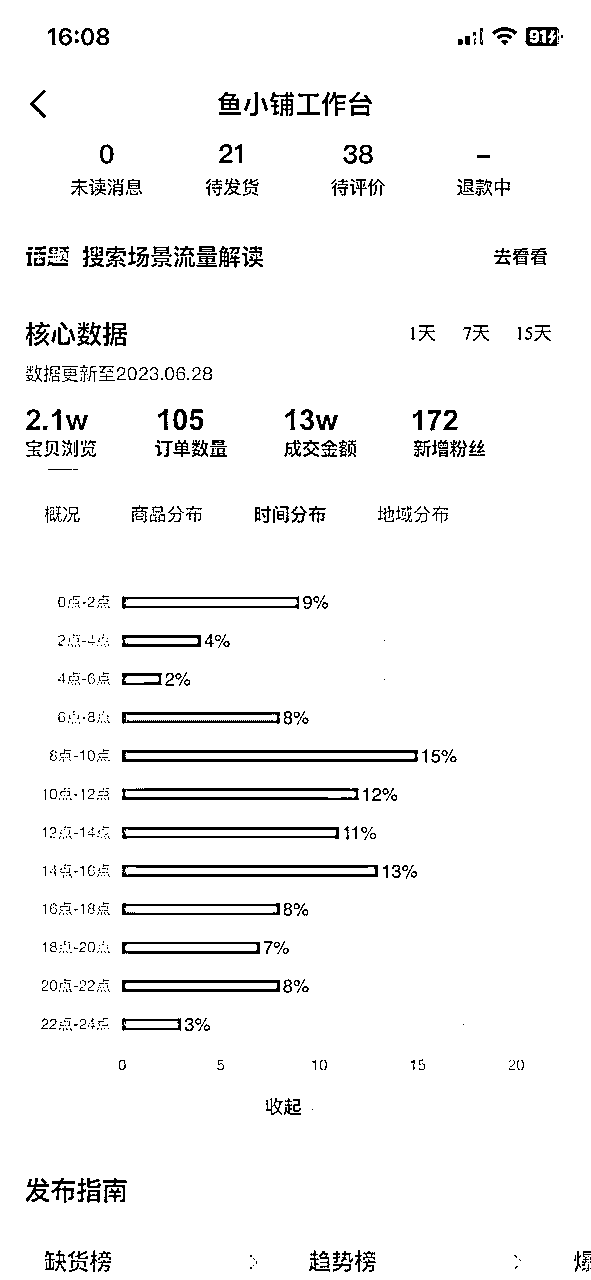 16:08 91
鱼小铺工作台
0 21 38 –
未读消息 待发货 待评价 退款中
话题 搜索场景流量解读 去看看
核心数据 1天 7天 15天
数据更新至2023.06.28
2.1w 105 13w 172
宝贝浏览 订单数量 成交金额 新增粉丝
概况 商品分布 时间分布 地域分布
0点-2点 9%
2点-4点 4%
4点-6点 2%
6点-8点 8%
8点-10点 15%
10点-12点 12%
12点-14点 11%
14点-16点 13%
16点-18点 8%
18点-20点 7%
20点-22点 8%
22点-24点 3%
0 5 10 15 20
收起
发布指南
缺货榜 趋势榜